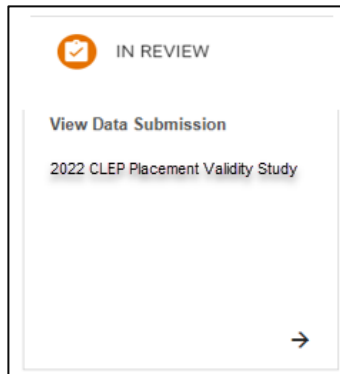 IN REVIEW
View Data Submission
2022 CLEP Placement Validity Study